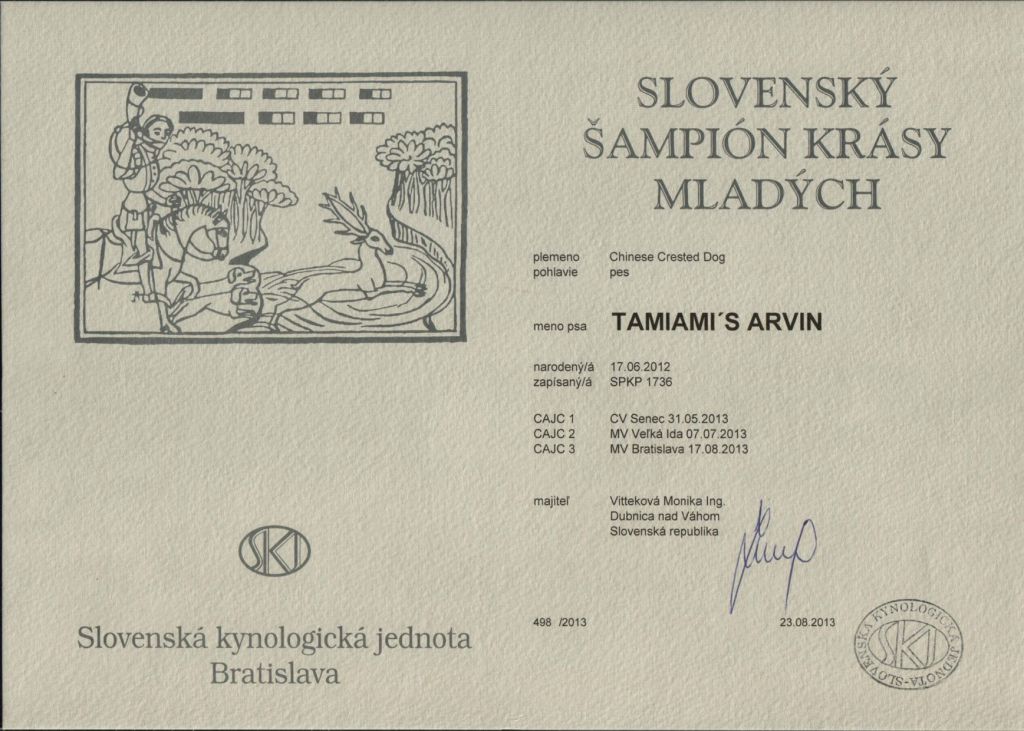 SLOVENSKÝ
ŠAMPIÓN KRÁSY
MLADÝCH
plemeno Chinese Crested Dog
pohlavie pes
meno psa TAMIAMI´S ARVIN
narodený/á 17.06.2012
zapísaný/á SPKP 1736
CAJC 1 CV Senec 31.05.2013
CAJC 2 MV Veľká Ida 07.07.2013
CAJC 3 MV Bratislava 17.08.2013
majiteľ Vitteková Monika Ing.
Dubnica nad Váhom
Slovenská republika
498 /2013 23.08.2013
SKJ
Slovenská kynologická jednota
Bratislava
SLOVENSKÁ KYNOLOGICKÁ JEDNOTA
SKJ